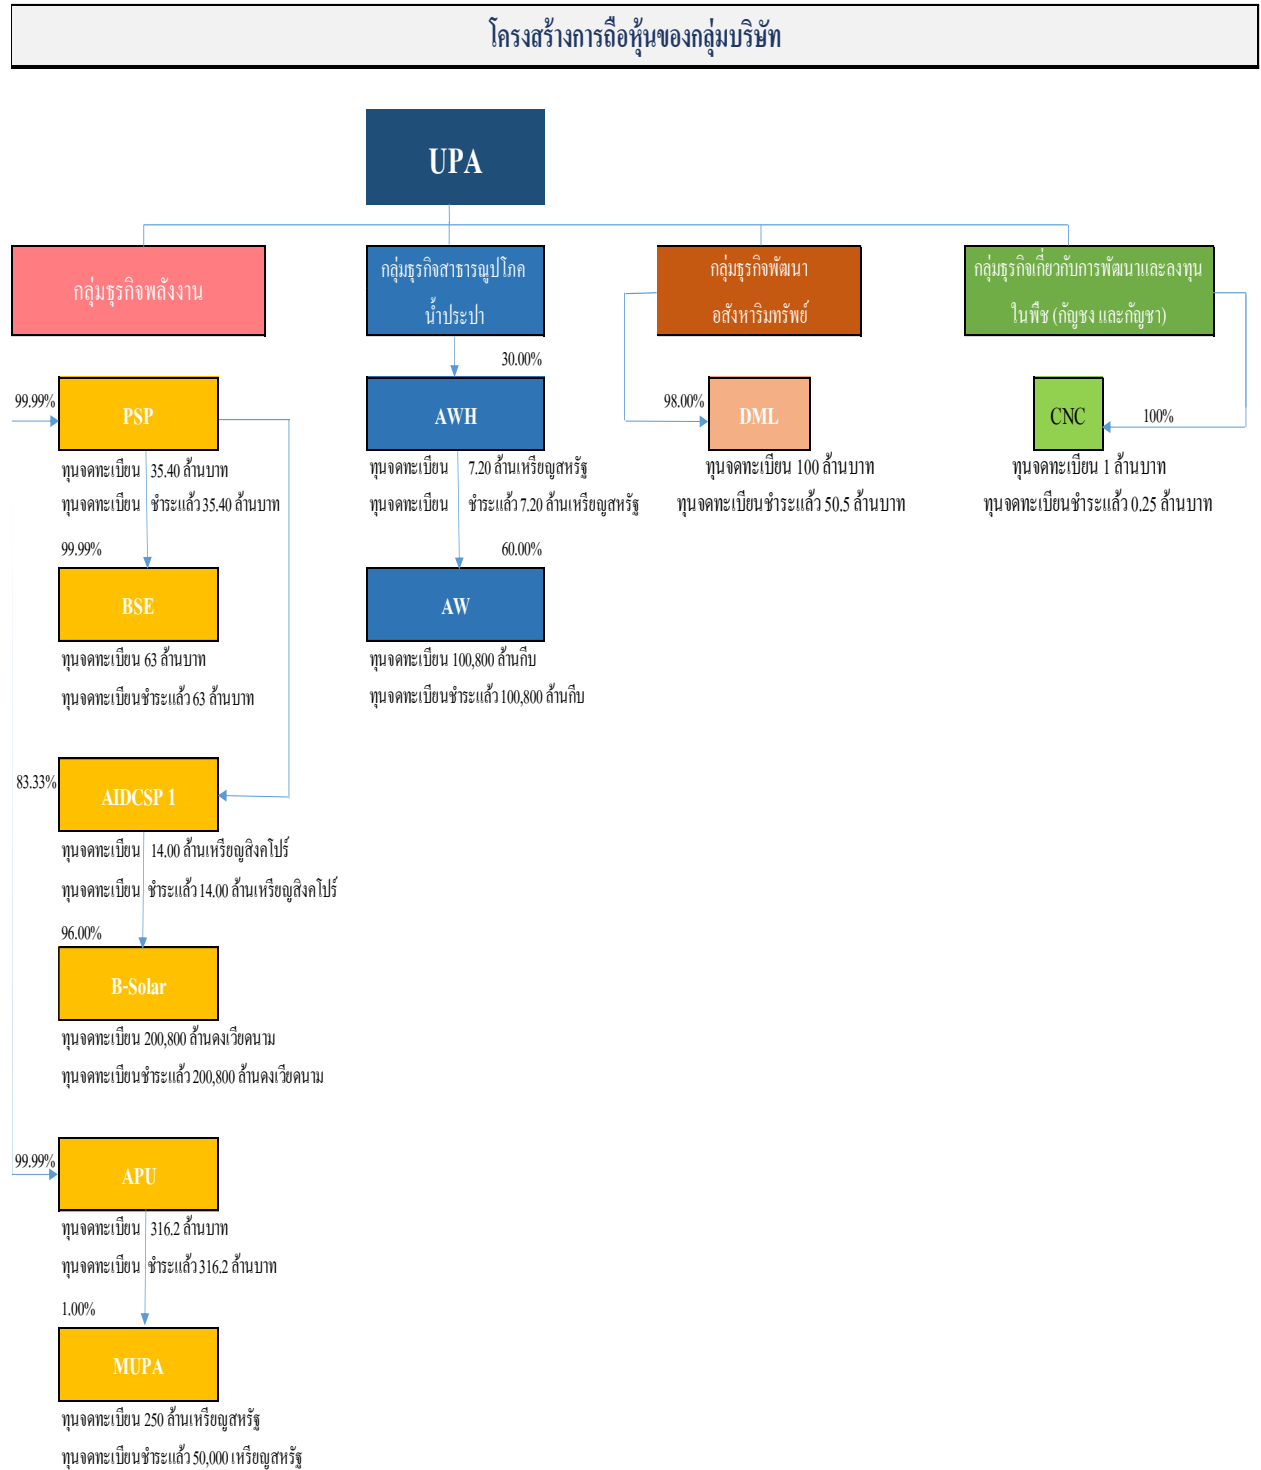 โครงสร้างการถือหุ้นของกลุ่มบริษัท
UPA
กลุ่มธุรกิจพลังงาน
99.99%
PSP
ทุนจดทะเบียน 35.40 ล้านบาท
ทุนจดทะเบียน ชำระแล้ว 35.40 ล้านบาท
99.99%
BSE
ทุนจดทะเบียน 63 ล้านบาท
ทุนจดทะเบียนชำระแล้ว 63 ล้านบาท
83.33%
AIDCSP 1
ทุนจดทะเบียน 14.00 ล้านเหรียญสิงคโปร์
ทุนจดทะเบียน ชำระแล้ว 14.00 ล้านเหรียญสิงคโปร์
96.00%
B-Solar
ทุนจดทะเบียน 200,800 ล้านดงเวียดนาม
ทุนจดทะเบียนชำระแล้ว 200,800 ล้านดงเวียดนาม
99.99%
APU
ทุนจดทะเบียน 316.2 ล้านบาท
ทุนจดทะเบียน ชำระแล้ว 316.2 ล้านบาท
1.00%
MUPA
ทุนจดทะเบียน 250 ล้านเหรียญสหรัฐ
ทุนจดทะเบียนชำระแล้ว 50,000 เหรียญสหรัฐ
กลุ่มธุรกิจสาธารณูปโภค
น้ำประปา
30.00%
AWH
ทุนจดทะเบียน 7.20 ล้านเหรียญสหรัฐ
ทุนจดทะเบียน ชำระแล้ว 7.20 ล้านเหรียญสหรัฐ
60.00%
AW
ทุนจดทะเบียน 100,800 ล้านกีบ
ทุนจดทะเบียนชำระแล้ว 100,800 ล้านกีบ
กลุ่มธุรกิจพัฒนา
อสังหาริมทรัพย์
98.00%
DML
ทุนจดทะเบียน 100 ล้านบาท
ทุนจดทะเบียนชำระแล้ว 50.5 ล้านบาท
กลุ่มธุรกิจเกี่ยวกับการพัฒนาและลงทุน
ในพืช (กัญชง และกัญชา)
CNC
100%
ทุนจดทะเบียน 1 ล้านบาท
ทุนจดทะเบียนชำระแล้ว 0.25 ล้านบาท